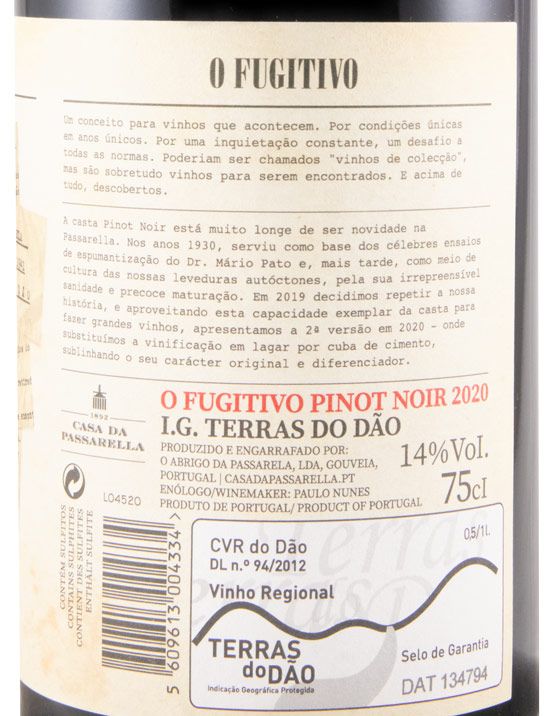 O FUGITIVO
Um conceito para vinhos que acontecem. Por condições únicas
em anos únicos. Por uma inquietação constante, um desafio a
todas as normas. Poderiam ser chamados "vinhos de colecção",
mas são sobretudo vinhos para serem encontrados. E acima de
tudo, descobertos.
A casta Pinot Noir está muito longe de ser novidade na
Passarella. Nos anos 1930, serviu como base dos célebres ensaios
de espumantização do Dr. Mário Pato e, mais tarde, como meio de
cultura das nossas leveduras autóctones, pela sua irrepreensível
sanidade e precoce maturação. Em 2019 decidimos repetir a nossa
história, e aproveitando esta capacidade exemplar da casta para
fazer grandes vinhos, apresentamos a 2ª versão em 2020 - onde
substituímos a vinificação em lagar por cuba de cimento,
sublinhando o seu carácter original e diferenciador.
1892
CASA DA
PASSARELLA
O FUGITIVO PINOT NOIR 2020
I.G. TERRAS DO DÃO
PRODUZIDO E ENGARRAFADO POR:
O ABRIGO DA PASSARELA, LDA, GOUVEIA,
PORTUGAL | CASADAPASSARELLA.PT
ENÓLOGO/WINEMAKER: PAULO NUNES
PRODUTO DE PORTUGAL/ PRODUCT OF PORTUGAL
14%Vol.
75cl
L04520
CONTÉM SULFITOS
CONTAINS SULPHITES
CONTIENT DES SULFITES
ENTHÄLT SULFITE
5 609613 004334 >
CVR do Dão
DL n.º 94/2012
0,5/1L.
Vinho Regional
TERRAS
do DÃO
Indicação Geográfica Protegida
Selo de Garantia
DAT 134794